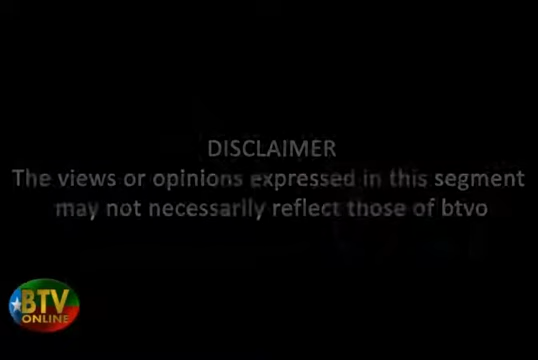 DISCLAIMER
The views or opinions expressed in this segment
may not necessarily reflect those of btvo
BTV
ONLINE